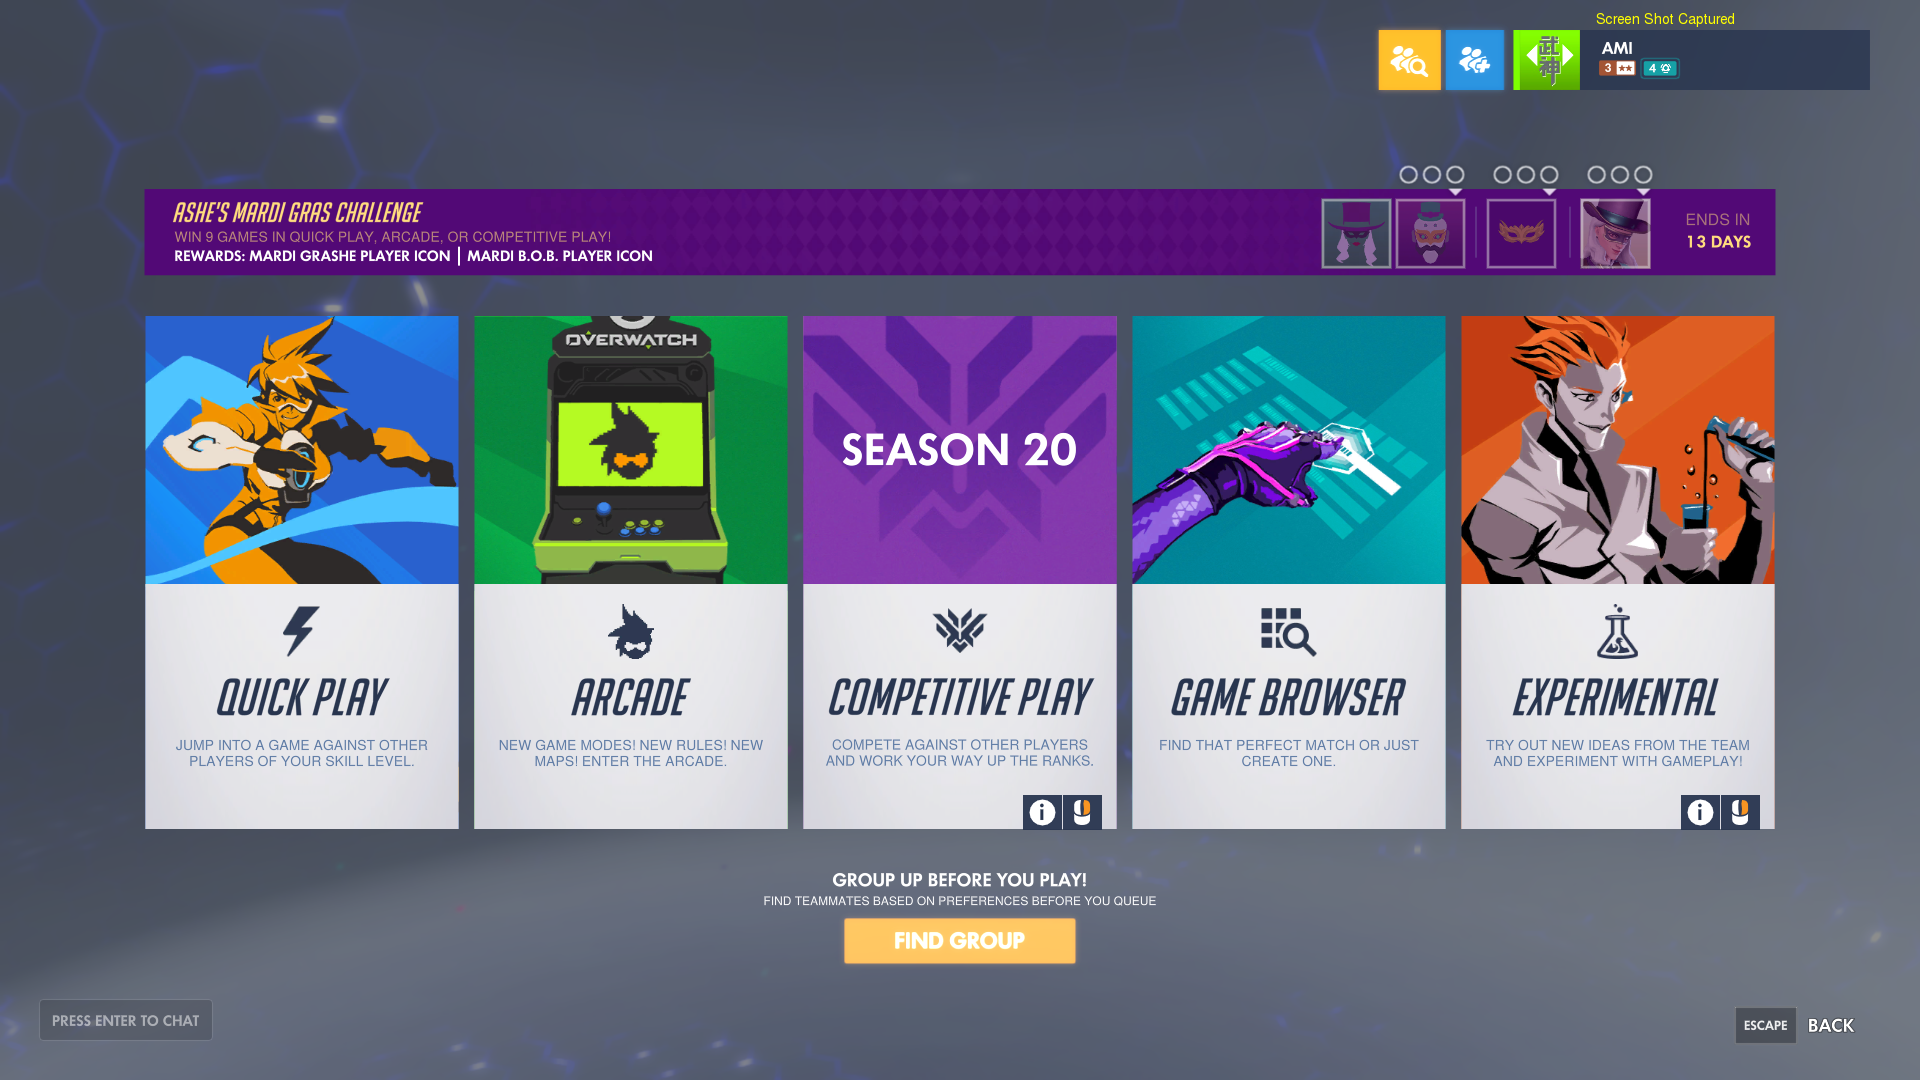 Screen Shot Captured
武神
AMI
3
4
ASHE'S MARDI GRAS CHALLENGE
WIN 9 GAMES IN QUICK PLAY, ARCADE, OR COMPETITIVE PLAY!
REWARDS: MARDI GRASHE PLAYER ICON | MARDI B.O.B. PLAYER ICON
ENDS IN
13 DAYS
OVERWATCH
SEASON 20
QUICK PLAY
JUMP INTO A GAME AGAINST OTHER
PLAYERS OF YOUR SKILL LEVEL.
ARCADE
NEW GAME MODES! NEW RULES! NEW
MAPS! ENTER THE ARCADE.
COMPETITIVE PLAY
COMPETE AGAINST OTHER PLAYERS
AND WORK YOUR WAY UP THE RANKS.
GAME BROWSER
FIND THAT PERFECT MATCH OR JUST
CREATE ONE.
EXPERIMENTAL
TRY OUT NEW IDEAS FROM THE TEAM
AND EXPERIMENT WITH GAMEPLAY!
GROUP UP BEFORE YOU PLAY!
FIND TEAMMATES BASED ON PREFERENCES BEFORE YOU QUEUE
FIND GROUP
PRESS ENTER TO CHAT
ESCAPE BACK